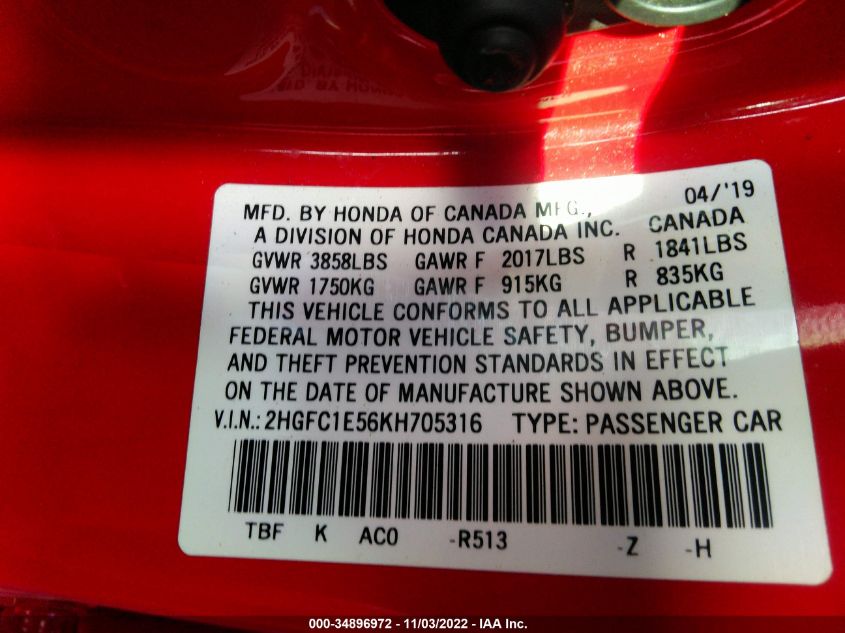 04/'19
MFD. BY HONDA OF CANADA MFG.,
A DIVISION OF HONDA CANADA INC. CANADA
GVWR 3858LBS GAWR F 2017LBS R 1841LBS
GVWR 1750KG GAWR F 915KG R 835KG
THIS VEHICLE CONFORMS TO ALL APPLICABLE
FEDERAL MOTOR VEHICLE SAFETY, BUMPER,
AND THEFT PREVENTION STANDARDS IN EFFECT
ON THE DATE OF MANUFACTURE SHOWN ABOVE.
V.I.N.: 2HGFC1E56KH705316 TYPE: PASSENGER CAR
TBF K AC0 -R513 -Z -H
000-34896972 - 11/03/2022 - IAA Inc.